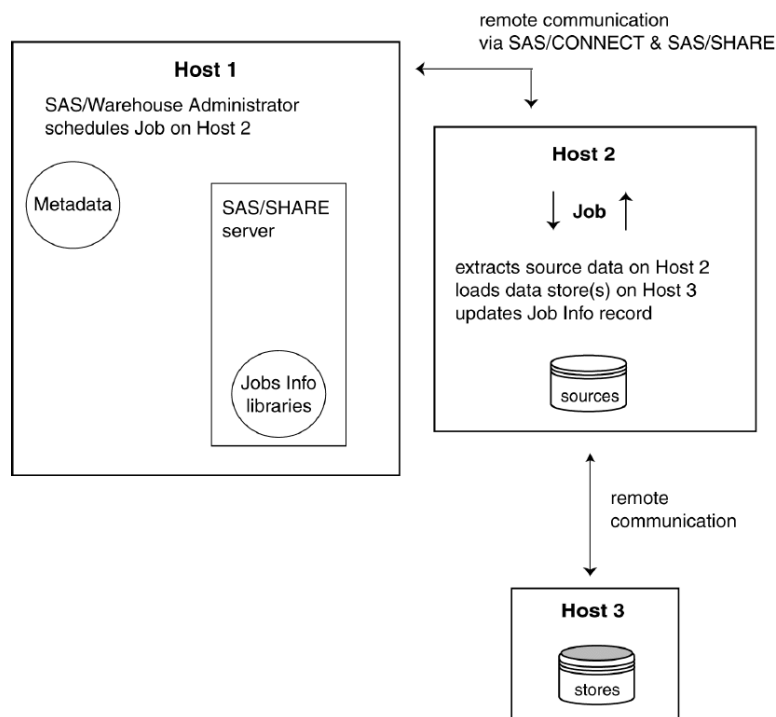 remote communication
via SAS/CONNECT & SAS/SHARE
Host 1
SAS/Warehouse Administrator
schedules Job on Host 2
Metadata
SAS/SHARE
server
Jobs Info
libraries
Host 2
Job
extracts source data on Host 2
loads data store(s) on Host 3
updates Job Info record
sources
remote
communication
Host 3
stores